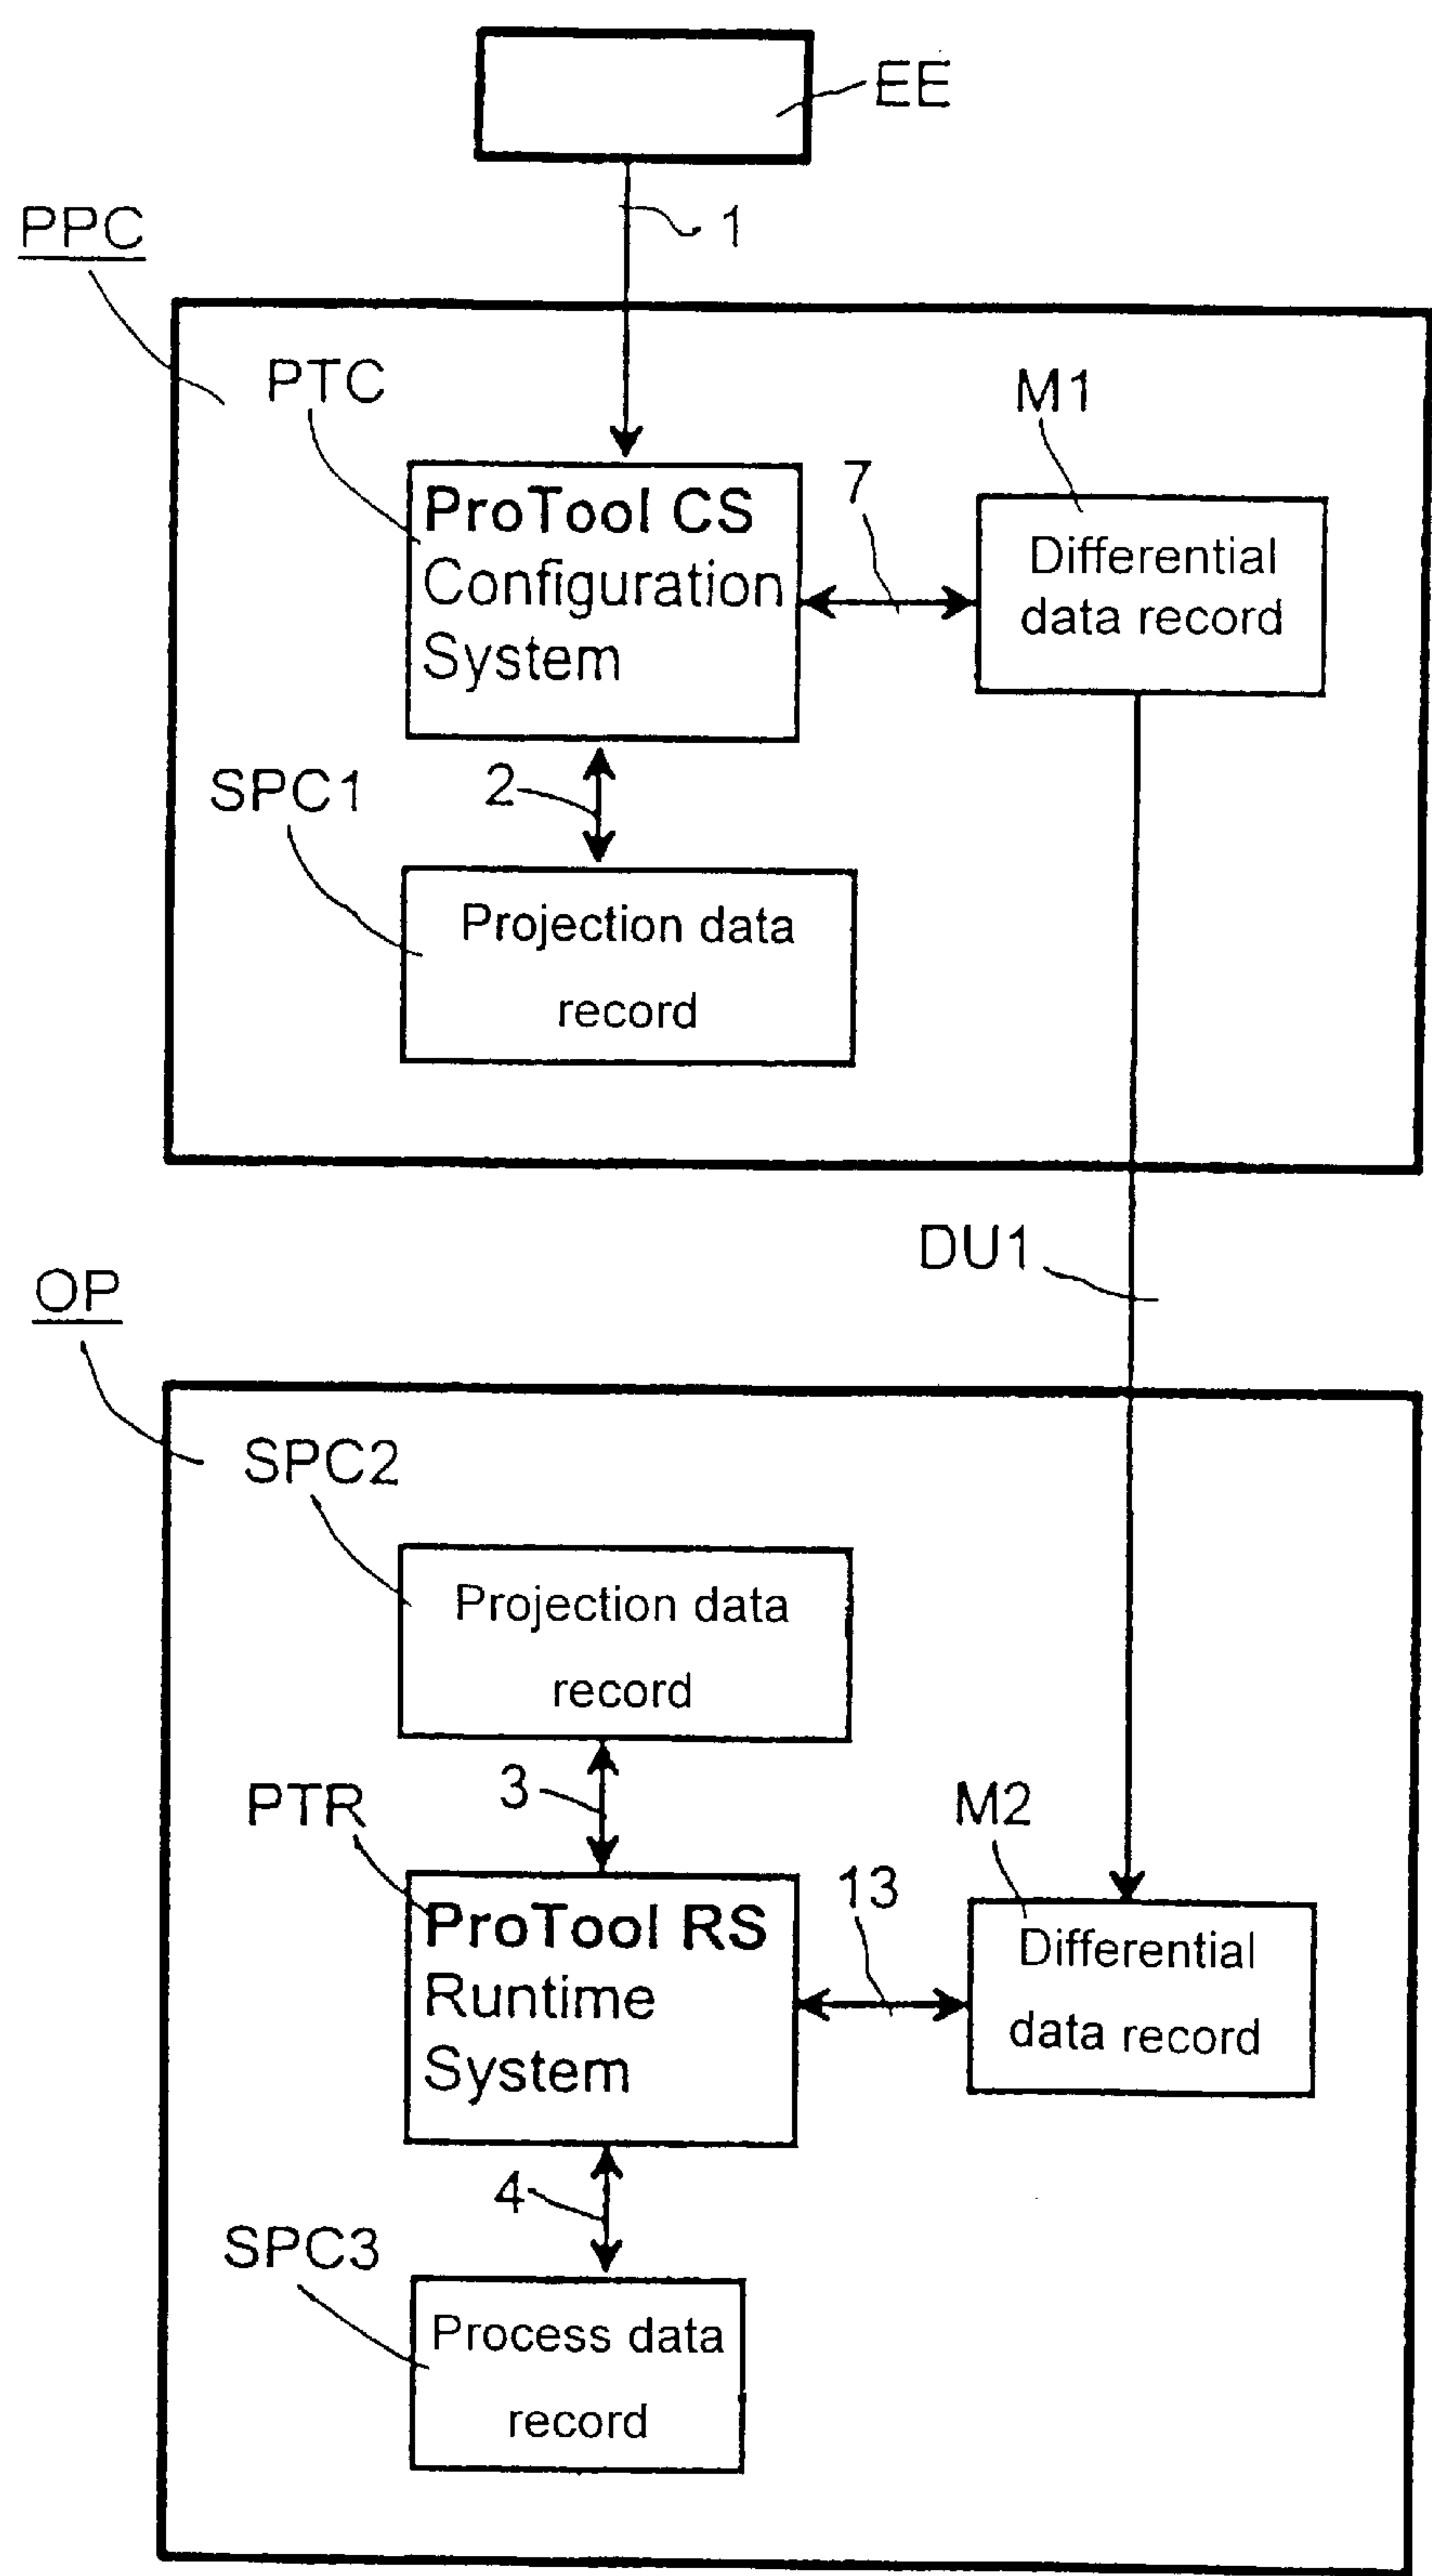 EE
1
PPC
PTC
M1
ProTool CS
Configuration
System
7
Differential
data record
SPC1
2
Projection data
record
DU1
OP
SPC2
Projection data
record
3
PTR
M2
ProTool RS
Runtime
System
13
Differential
data record
4
SPC3
Process data
record